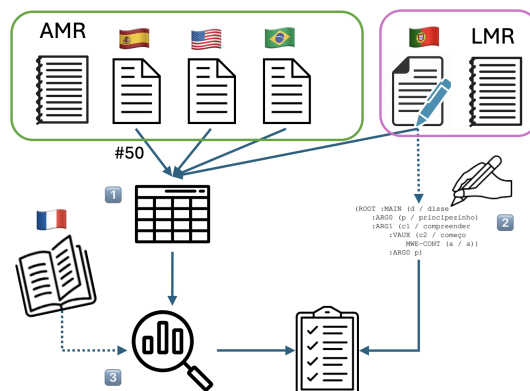 AMR
LMR
#50
1
2
(ROOT :MAIN (d / disse
:ARG0 (p / principezinho)
:ARG1 (c1 / compreender
:VAUX (c2 / começo
MWE-CONT (a / a))
:ARG0 p)
3